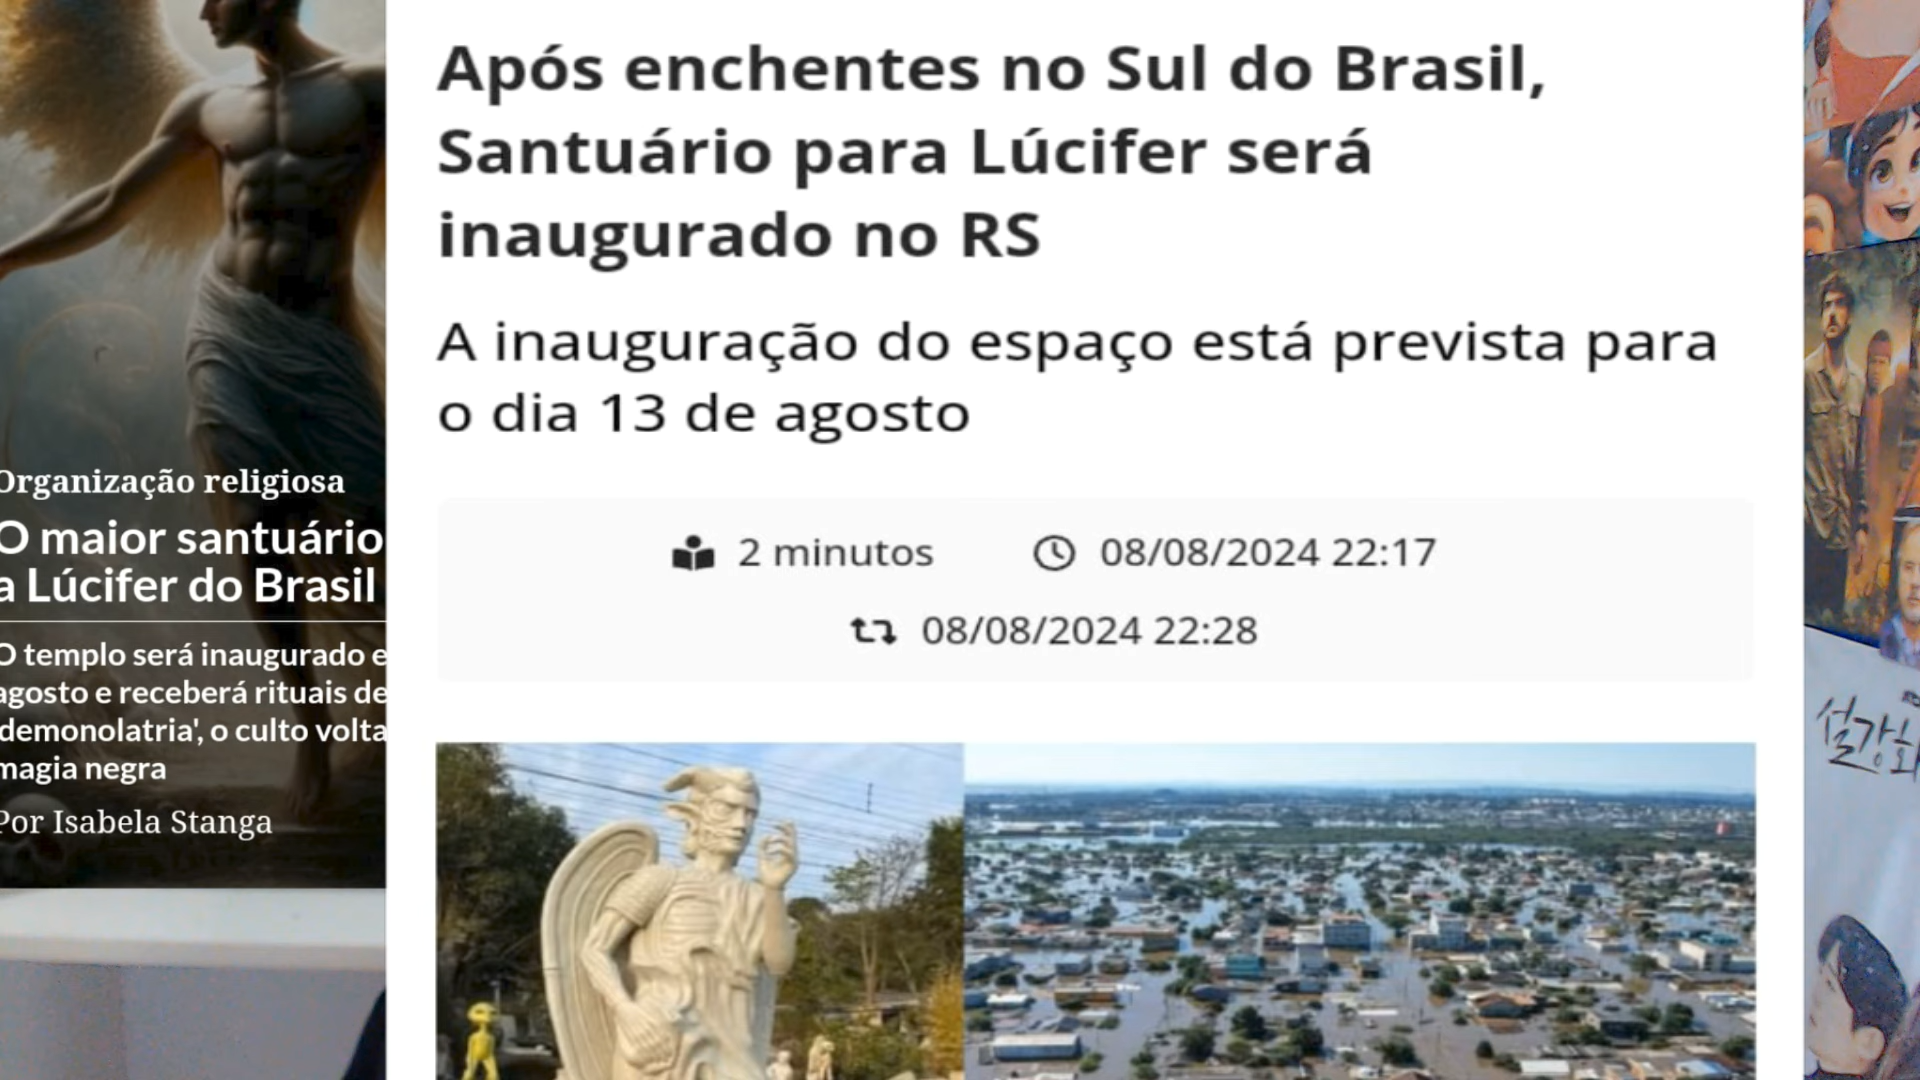 Após enchentes no Sul do Brasil,
Santuário para Lúcifer será
inaugurado no RS
A inauguração do espaço está prevista para
o dia 13 de agosto
2 minutos
08/08/2024 22:17
08/08/2024 22:28
Organização religiosa
O maior santuário
a Lúcifer do Brasil
O templo será inaugurado e
agosto e receberá rituais de
demonolatria', o culto volta
magia negra
Por Isabela Stanga
설강화